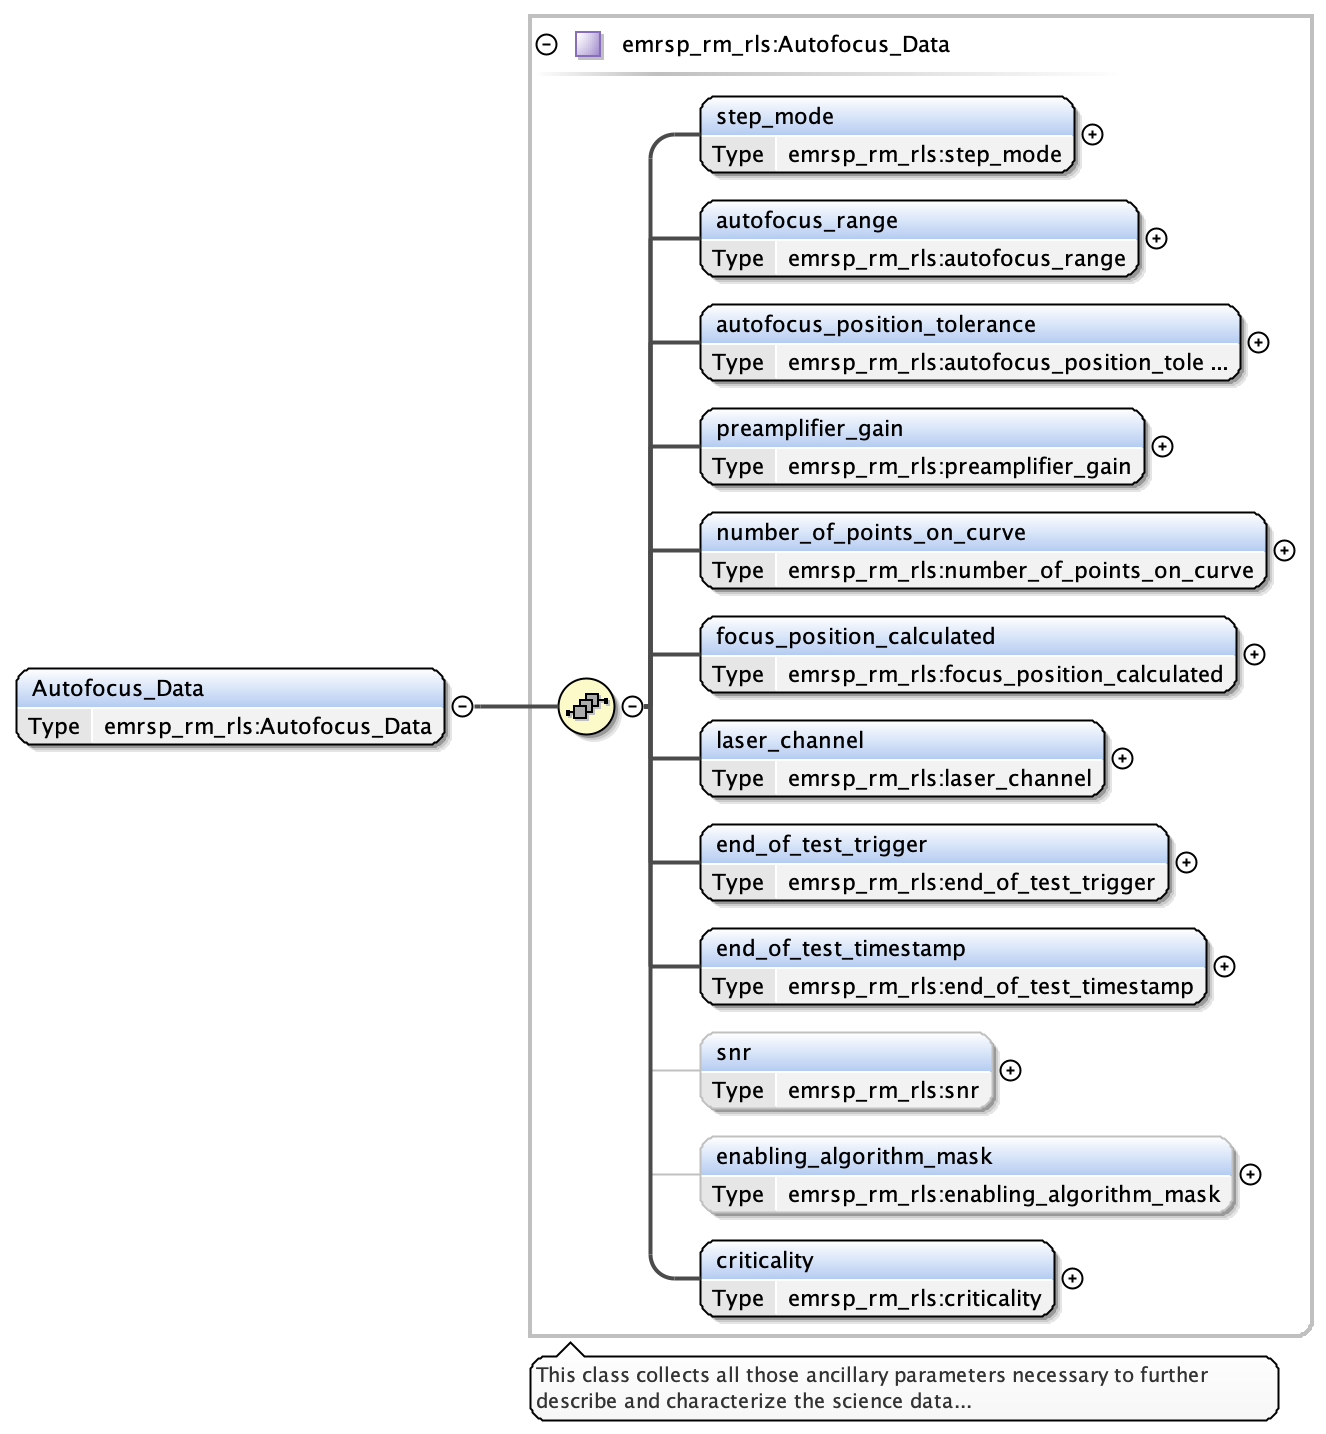 emrsp_rm_rls:Autofocus_Data
step_mode
Type emrsp_rm_rls:step_mode
autofocus_range
Type emrsp_rm_rls:autofocus_range
autofocus_position_tolerance
Type emrsp_rm_rls:autofocus_position_tole ...
preamplifier_gain
Type emrsp_rm_rls:preamplifier_gain
number_of_points_on_curve
Type emrsp_rm_rls:number_of_points_on_curve
focus_position_calculated
Type emrsp_rm_rls:focus_position_calculated
Autofocus_Data
Type emrsp_rm_rls:Autofocus_Data
laser_channel
Type emrsp_rm_rls:laser_channel
end_of_test_trigger
Type emrsp_rm_rls:end_of_test_trigger
end_of_test_timestamp
Type emrsp_rm_rls:end_of_test_timestamp
snr
Type emrsp_rm_rls:snr
enabling_algorithm_mask
Type emrsp_rm_rls:enabling_algorithm_mask
criticality
Type emrsp_rm_rls:criticality
This class collects all those ancillary parameters necessary to further
describe and characterize the science data...